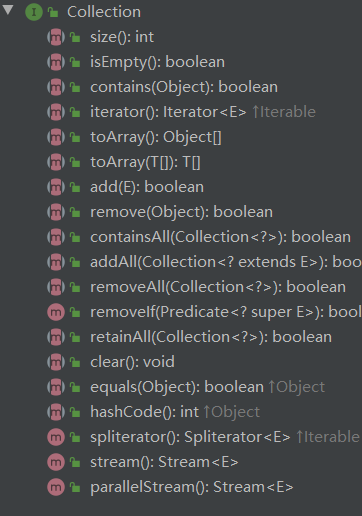 Collection
size(): int
isEmpty(): boolean
contains(Object): boolean
iterator(): Iterator<E> ↑Iterable
toArray(): Object[]
toArray(T[]): T[]
add(E): boolean
remove(Object): boolean
containsAll(Collection<?>): boolean
addAll(Collection<? extends E>): boo
removeAll(Collection<?>): boolean
removeIf(Predicate<? super E>): boo
retainAll(Collection<?>): boolean
clear(): void
equals(Object): boolean ↑Object
hashCode(): int ↑Object
spliterator(): Spliterator<E> ↑Iterable
stream(): Stream<E>
parallelStream(): Stream<E>